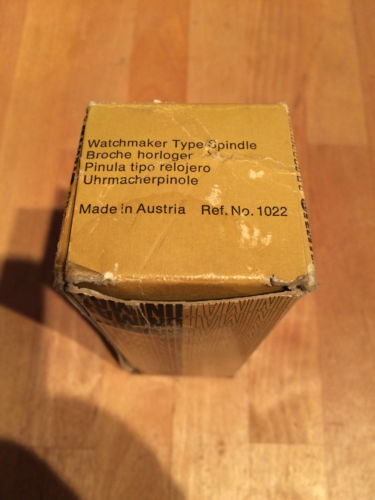 Watchmaker Type Spindle
Broche horloger
Pinula tipo relojero
Uhrmacherpinole
Made in Austria Ref. No. 1022